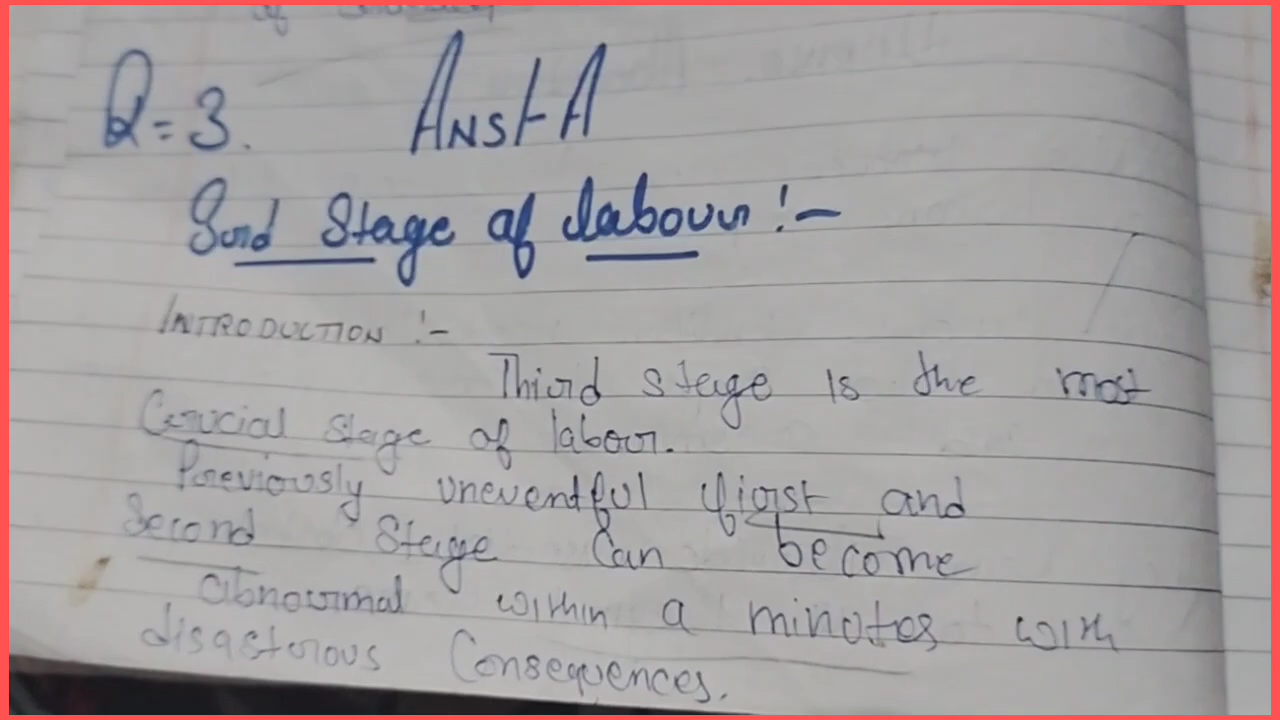 Q=3. Ans+A
3rd Stage of labour :-
INTRODUCTION :-
Third stage is the most
Crucial stage of labour.
Previously uneventful first and
Second Stage Can become
abnormal within a minutes with
disastorous Consequences.